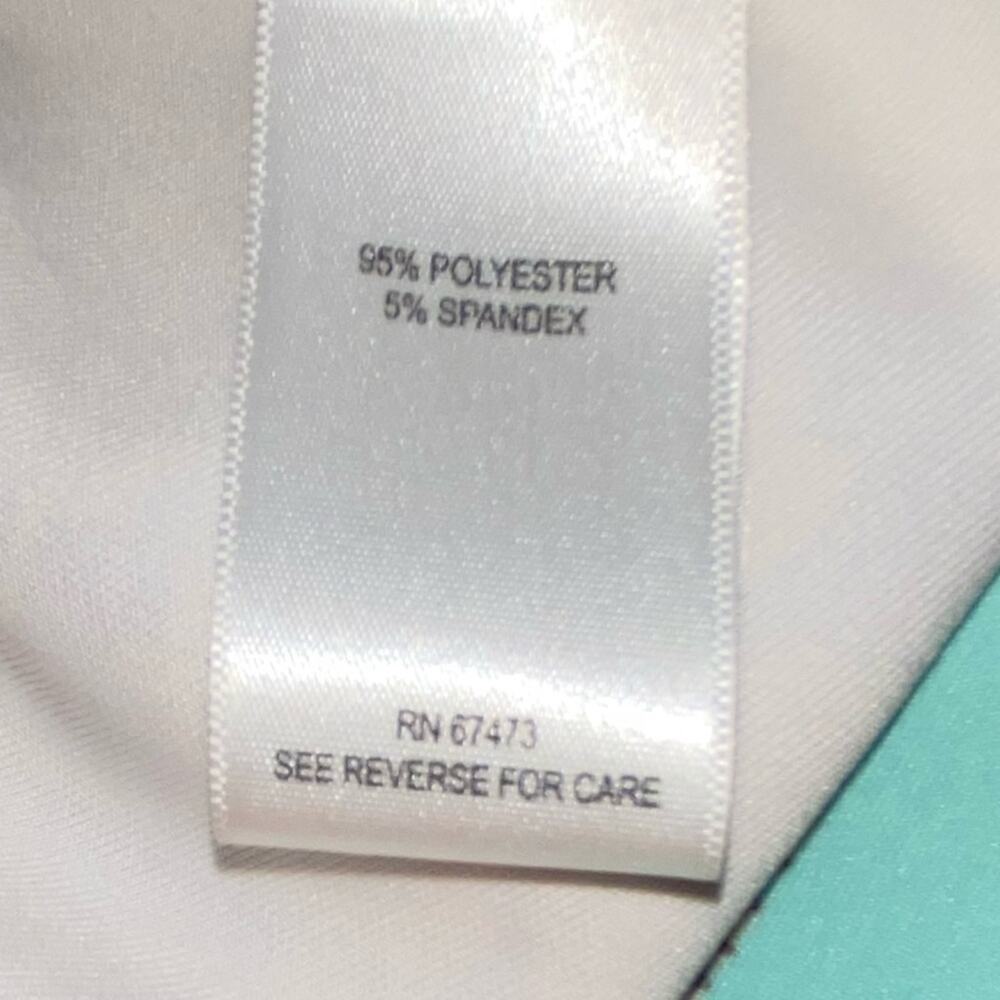 95% POLYESTER
5% SPANDEX
RN 67473
SEE REVERSE FOR CARE